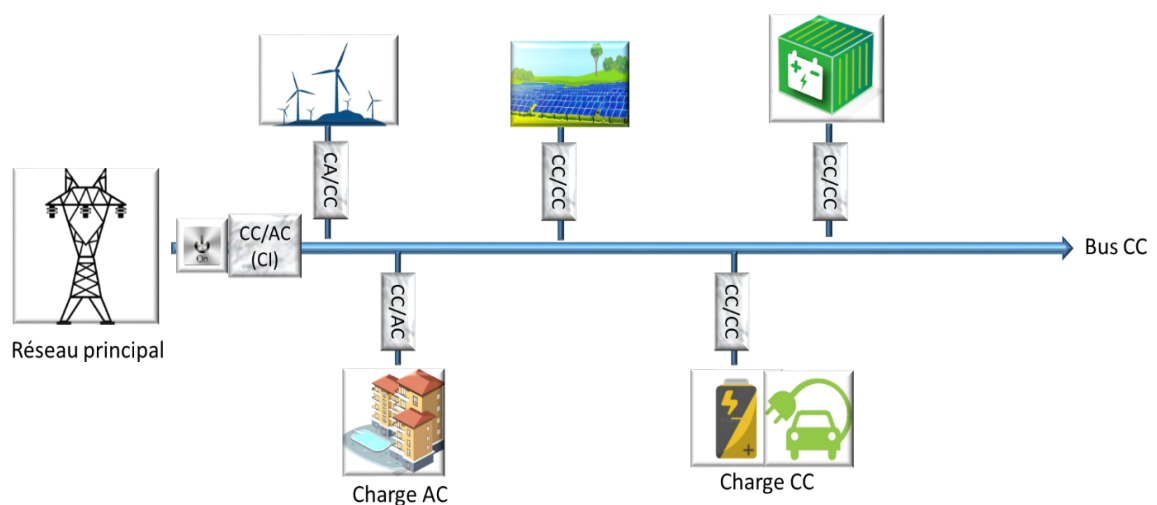 CA/CC
CC/CC
CC/CC
On
CC/AC
(CI)
Bus CC
CC/AC
CC/CC
Réseau principal
Charge AC
Charge CC